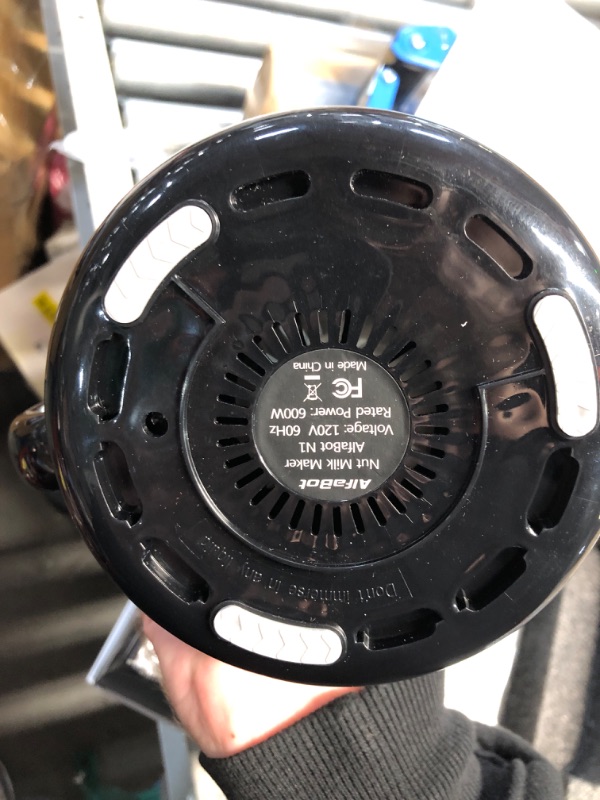 AlfaBot
Nut Milk Maker
AlfaBot N1
Voltage: 120V 60Hz
Rated Power: 600W
FC
Made in China
Don't immerse in any liquid